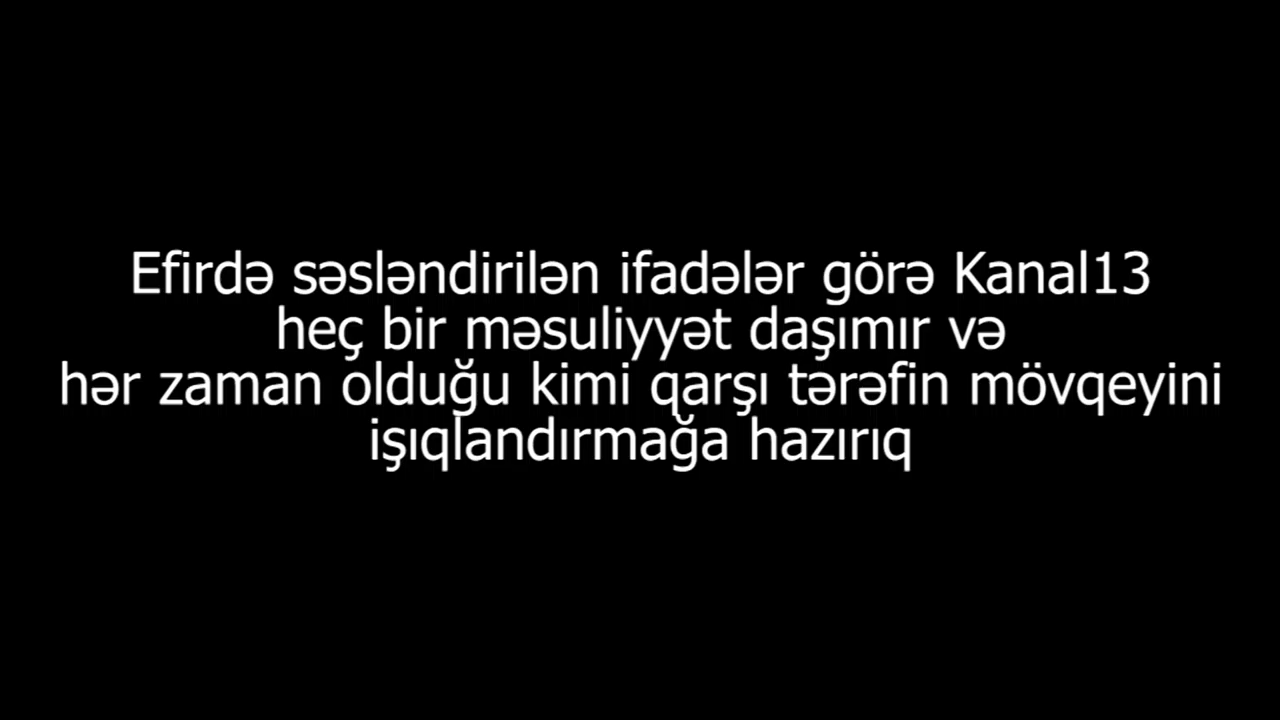 Efirdə səsləndirilən ifadələr görə Kanal13
heç bir məsuliyyət daşımır və
hər zaman olduğu kimi qarşı tərəfin mövqeyini
işıqlandırmağa hazırıq